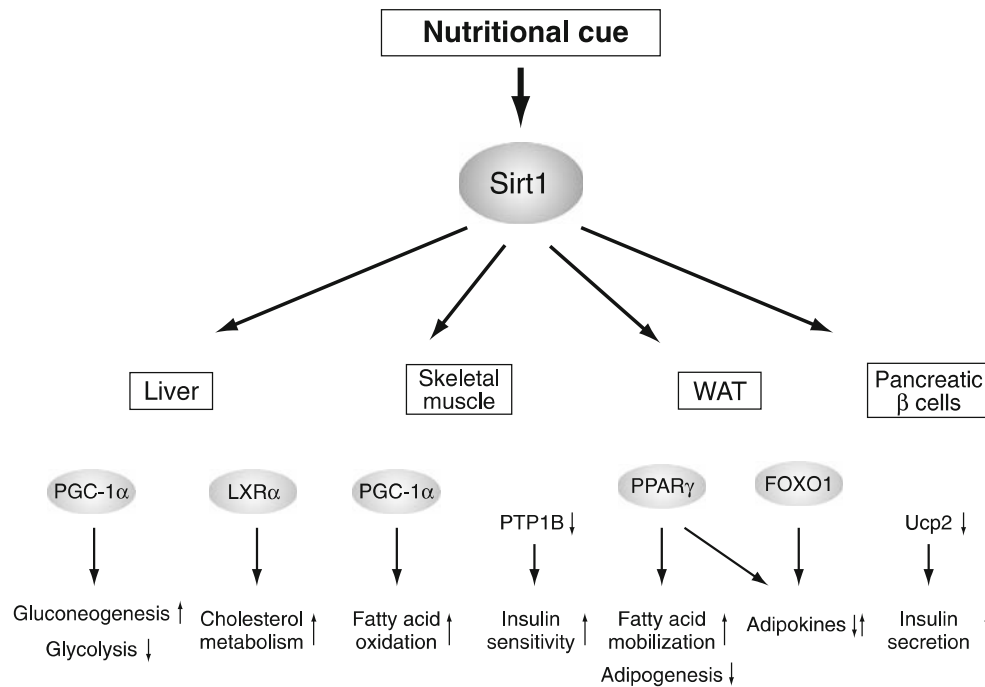 Nutritional cue
Sirt1
Liver
Skeletal
muscle
WAT
Pancreatic
β cells
PGC-1α
LXRα
PGC-1α
PTP1B↓
PPARγ
FOXO1
Ucp2↓
Gluconeogenesis↑
Glycolysis↓
Cholesterol
metabolism↑
Fatty acid
oxidation↑
Insulin
sensitivity↑
Fatty acid
mobilization↑
Adipogenesis↓
Adipokines↓↑
Insulin
secretion